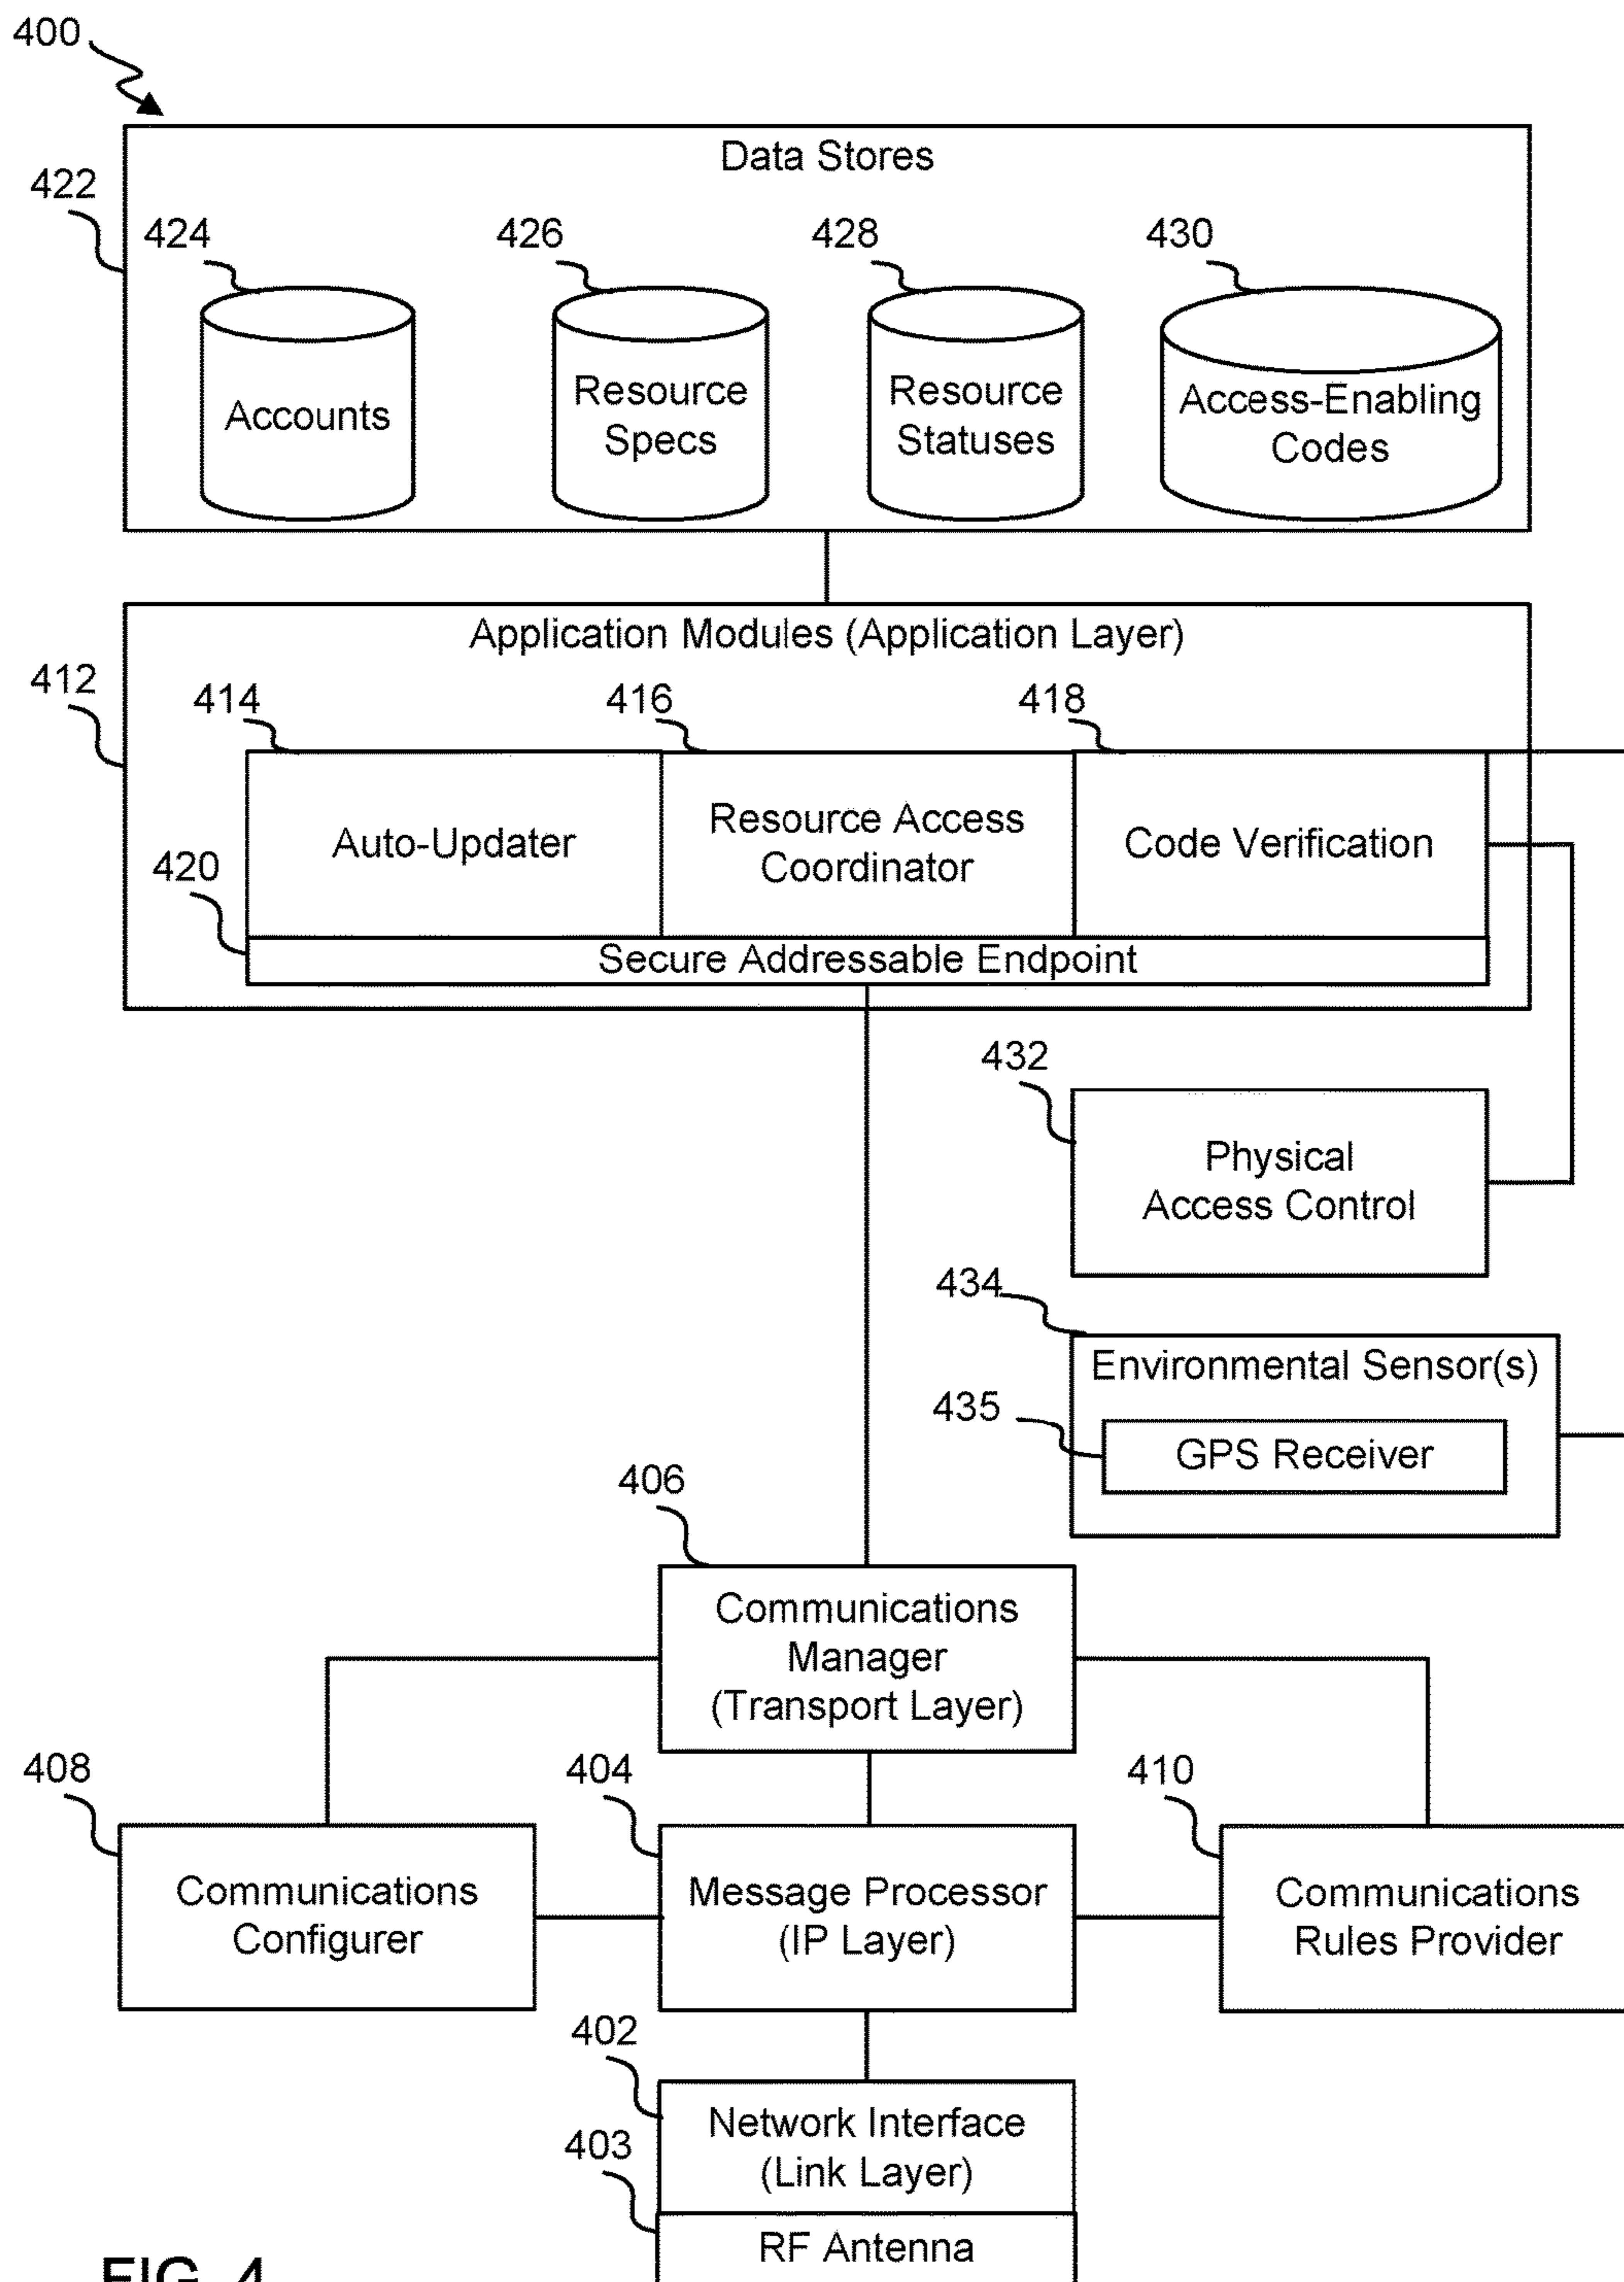 400
Data Stores
422
424
426
428
430
Accounts
Resource
Specs
Resource
Statuses
Access-Enabling
Codes
Application Modules (Application Layer)
412
414
416
418
Auto-Updater
Resource Access
Coordinator
Code Verification
420
Secure Addressable Endpoint
432
Physical
Access Control
434
Environmental Sensor(s)
435
GPS Receiver
406
Communications
Manager
(Transport Layer)
408
404
410
Communications
Configurer
Message Processor
(IP Layer)
Communications
Rules Provider
402
Network Interface
(Link Layer)
403
RF Antenna
FIG. 4